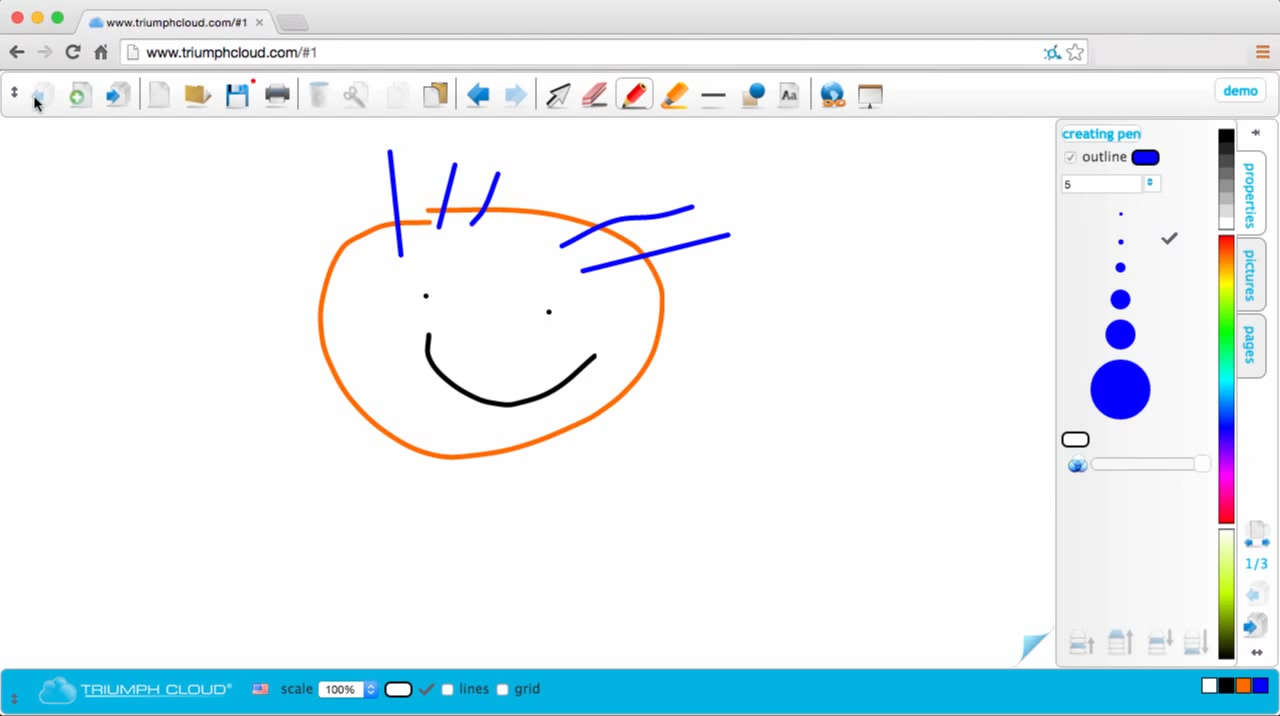 www.triumphcloud.com/#1
www.triumphcloud.com/#1
demo
Aa
creating pen
outline
5
properties
pictures
pages
1/3
TRIUMPH CLOUD
scale 100% lines grid